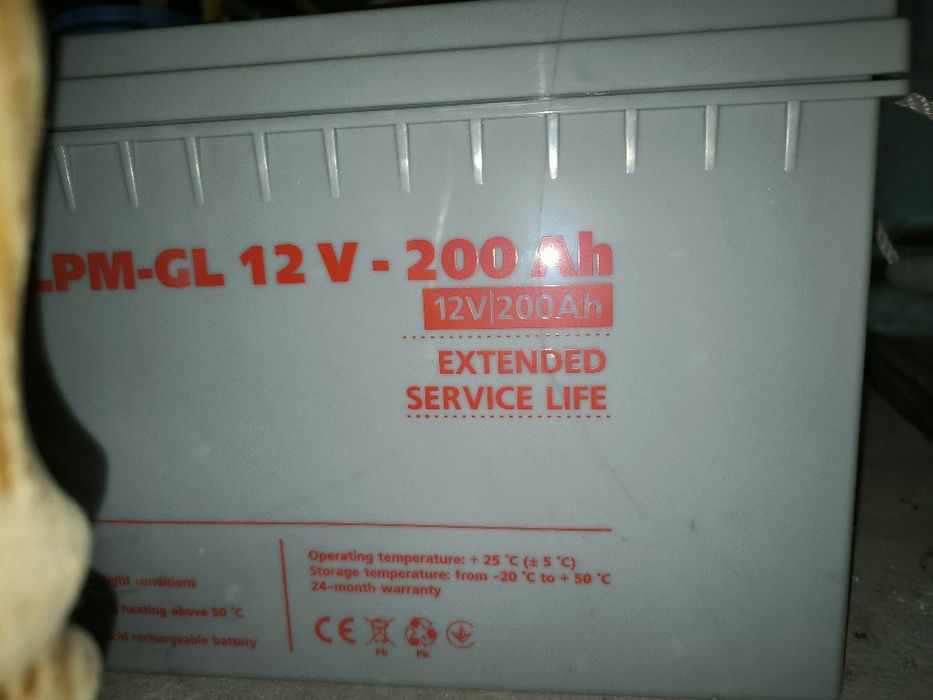 LPM-GL 12 V - 200 Ah
12V|200Ah
EXTENDED
SERVICE LIFE
Operating temperature: + 25 °C (± 5 °C)
Storage temperature: from -20 °C to + 50 °C
24-month warranty
conditions
heating above 50 °C
rechargeable battery
CE
Pb
Pb